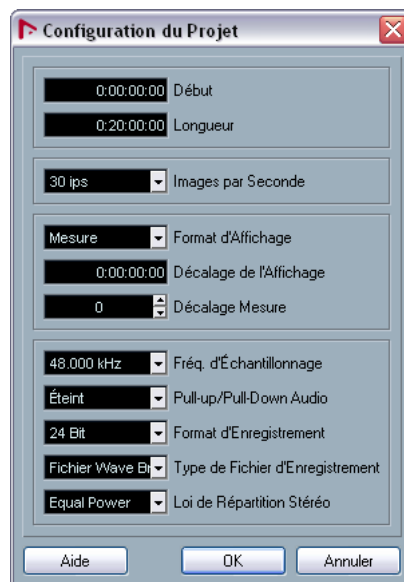 Configuration du Projet
0:00:00:00 Début
0:20:00:00 Longueur
30 ips Images par Seconde
Mesure Format d'Affichage
0:00:00:00 Décalage de l'Affichage
0 Décalage Mesure
48.000 kHz Fréq. d'Échantillonnage
Éteint Pull-up/Pull-Down Audio
24 Bit Format d'Enregistrement
Fichier Wave Br Type de Fichier d'Enregistrement
Equal Power Loi de Répartition Stéréo
Aide OK Annuler